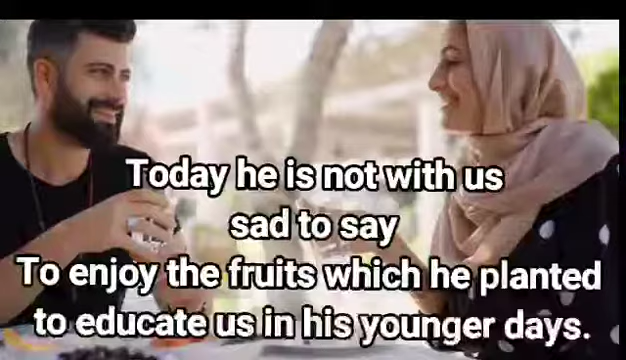 Today he is not with us
sad to say
To enjoy the fruits which he planted
to educate us in his younger days.